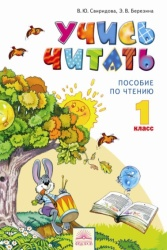 В. Ю. Свиридова, Э. В. Березина
УЧИСЬ
ЧИТАТЬ
ПОСОБИЕ
ПО ЧТЕНИЮ
1
класс